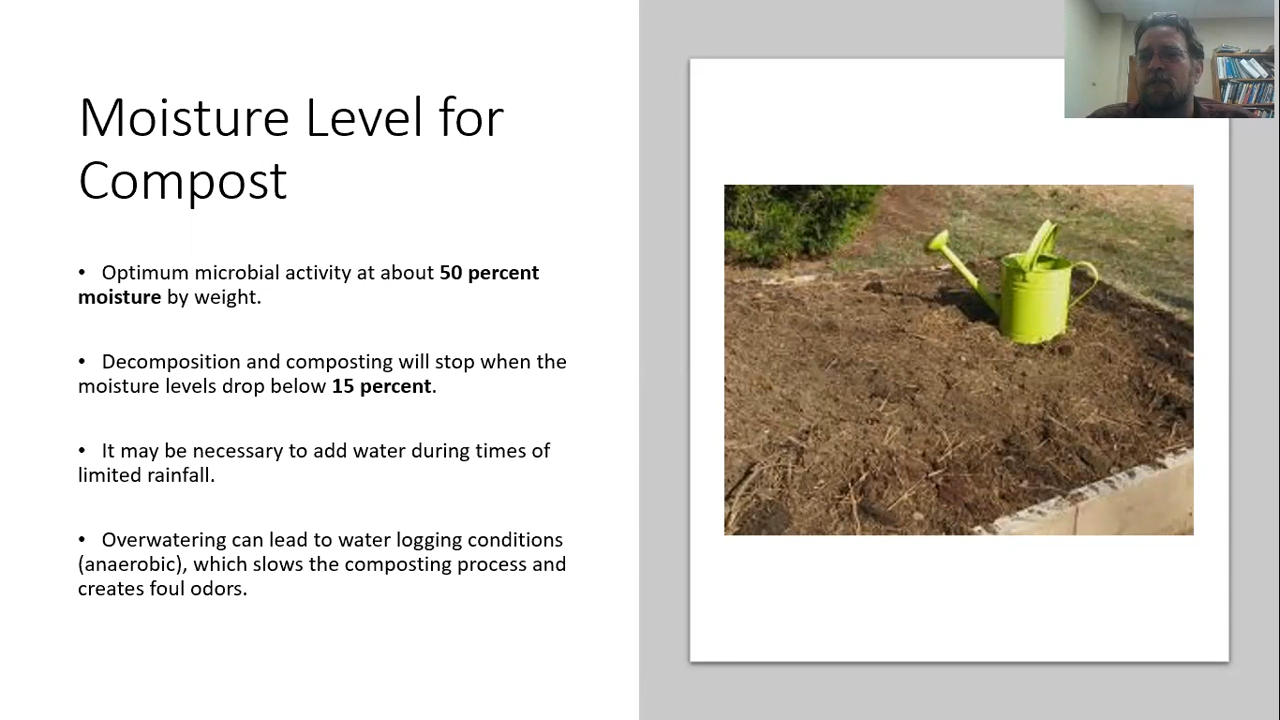 Moisture Level for
Compost
• Optimum microbial activity at about 50 percent
moisture by weight.
• Decomposition and composting will stop when the
moisture levels drop below 15 percent.
• It may be necessary to add water during times of
limited rainfall.
• Overwatering can lead to water logging conditions
(anaerobic), which slows the composting process and
creates foul odors.